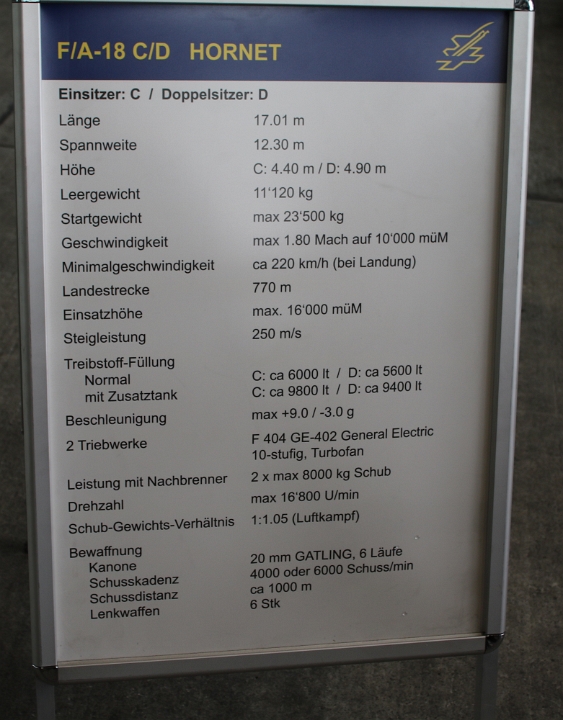 F/A-18 C/D HORNET
Einsitzer: C / Doppelsitzer: D
Länge 17.01 m
Spannweite 12.30 m
Höhe C: 4.40 m / D: 4.90 m
Leergewicht 11'120 kg
Startgewicht max 23'500 kg
Geschwindigkeit max 1.80 Mach auf 10'000 müM
Minimalgeschwindigkeit ca 220 km/h (bei Landung)
Landestrecke 770 m
Einsatzhöhe max. 16'000 müM
Steigleistung 250 m/s
Treibstoff-Füllung
Normal C: ca 6000 lt / D: ca 5600 lt
mit Zusatztank C: ca 9800 lt / D: ca 9400 lt
Beschleunigung max +9.0 / -3.0 g
2 Triebwerke F 404 GE-402 General Electric
10-stufig, Turbofan
Leistung mit Nachbrenner 2 x max 8000 kg Schub
Drehzahl max 16'800 U/min
Schub-Gewichts-Verhältnis 1:1.05 (Luftkampf)
Bewaffnung
Kanone 20 mm GATLING, 6 Läufe
Schusskadenz 4000 oder 6000 Schuss/min
Schussdistanz ca 1000 m
Lenkwaffen 6 Stk